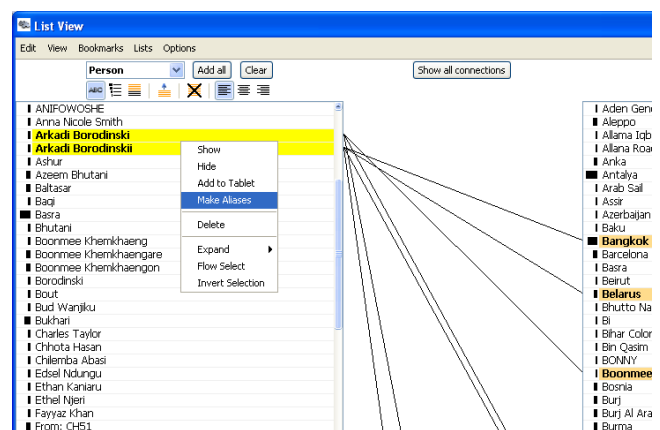 List View
Edit View Bookmarks Lists Options
Person Add all Clear Show all connections
ABC
ANIFOWOSHE
Anna Nicole Smith
Arkadi Borodinski
Arkadi Borodinskii
Ashur
Azeem Bhutani
Baltasar
Baqi
Basra
Bhutani
Boonmee Khemkhaeng
Boonmee Khemkhaengare
Boonmee Khemkhaengon
Borodinski
Bout
Bud Wanjiku
Bukhari
Charles Taylor
Chhota Hasan
Chilemba Abasi
Edsel Ndungu
Ethan Kaniaru
Ethel Njeri
Fayyaz Khan
From: CH51
Show
Hide
Add to Tablet
Make Aliases
Delete
Expand
Flow Select
Invert Selection
Aden Gene
Aleppo
Allama Iqb
Allana Roa
Anka
Antalya
Arab Sail
Assir
Azerbaijan
Baku
Bangkok
Barcelona
Basra
Beirut
Belarus
Bhutto Na
Bi
Bihar Color
Bin Qasim
BONNY
Boonmee
Bosnia
Burj
Burj Al Ara
Burma